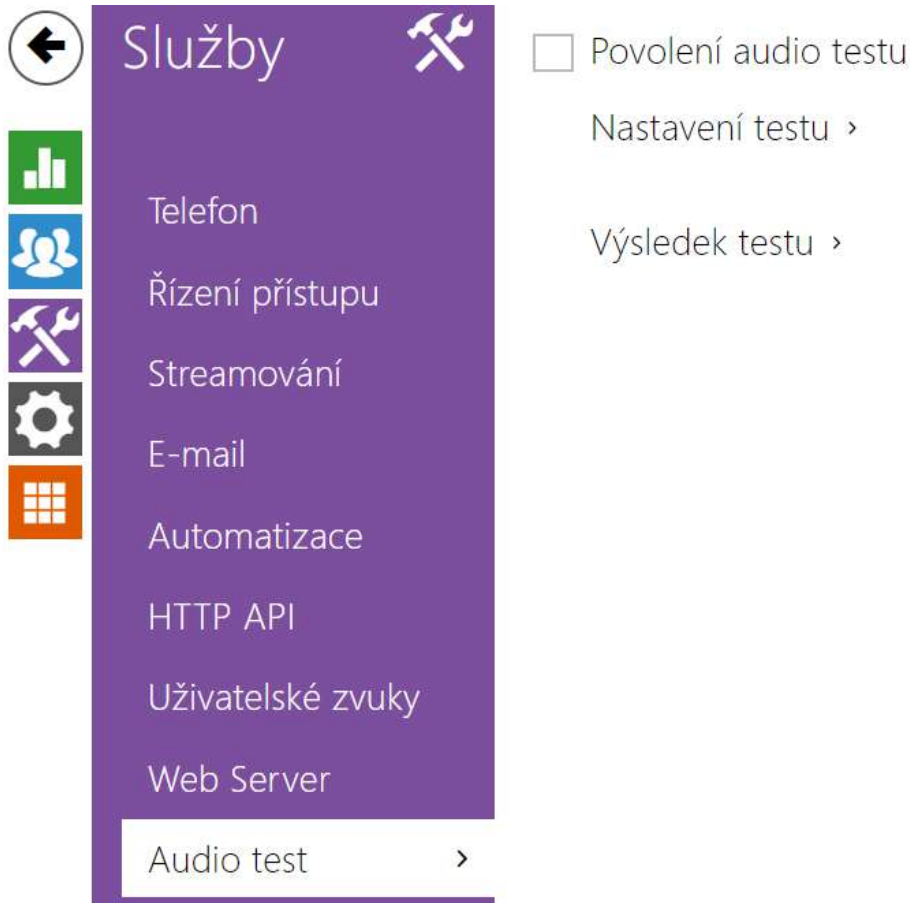 Služby
Telefon
Řízení přístupu
Streamování
E-mail
Automatizace
HTTP API
Uživatelské zvuky
Web Server
Audio test
Povolení audio testu
Nastavení testu
Výsledek testu